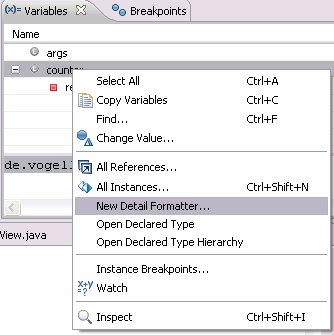 (x)= Variables Breakpoints
Name
args
counter
re
Select All Ctrl+A
Copy Variables Ctrl+C
Find... Ctrl+F
Change Value...
de.vogell
All References...
All Instances... Ctrl+Shift+N
New Detail Formatter...
Open Declared Type
View.java
Open Declared Type Hierarchy
Instance Breakpoints...
Watch
Inspect Ctrl+Shift+I